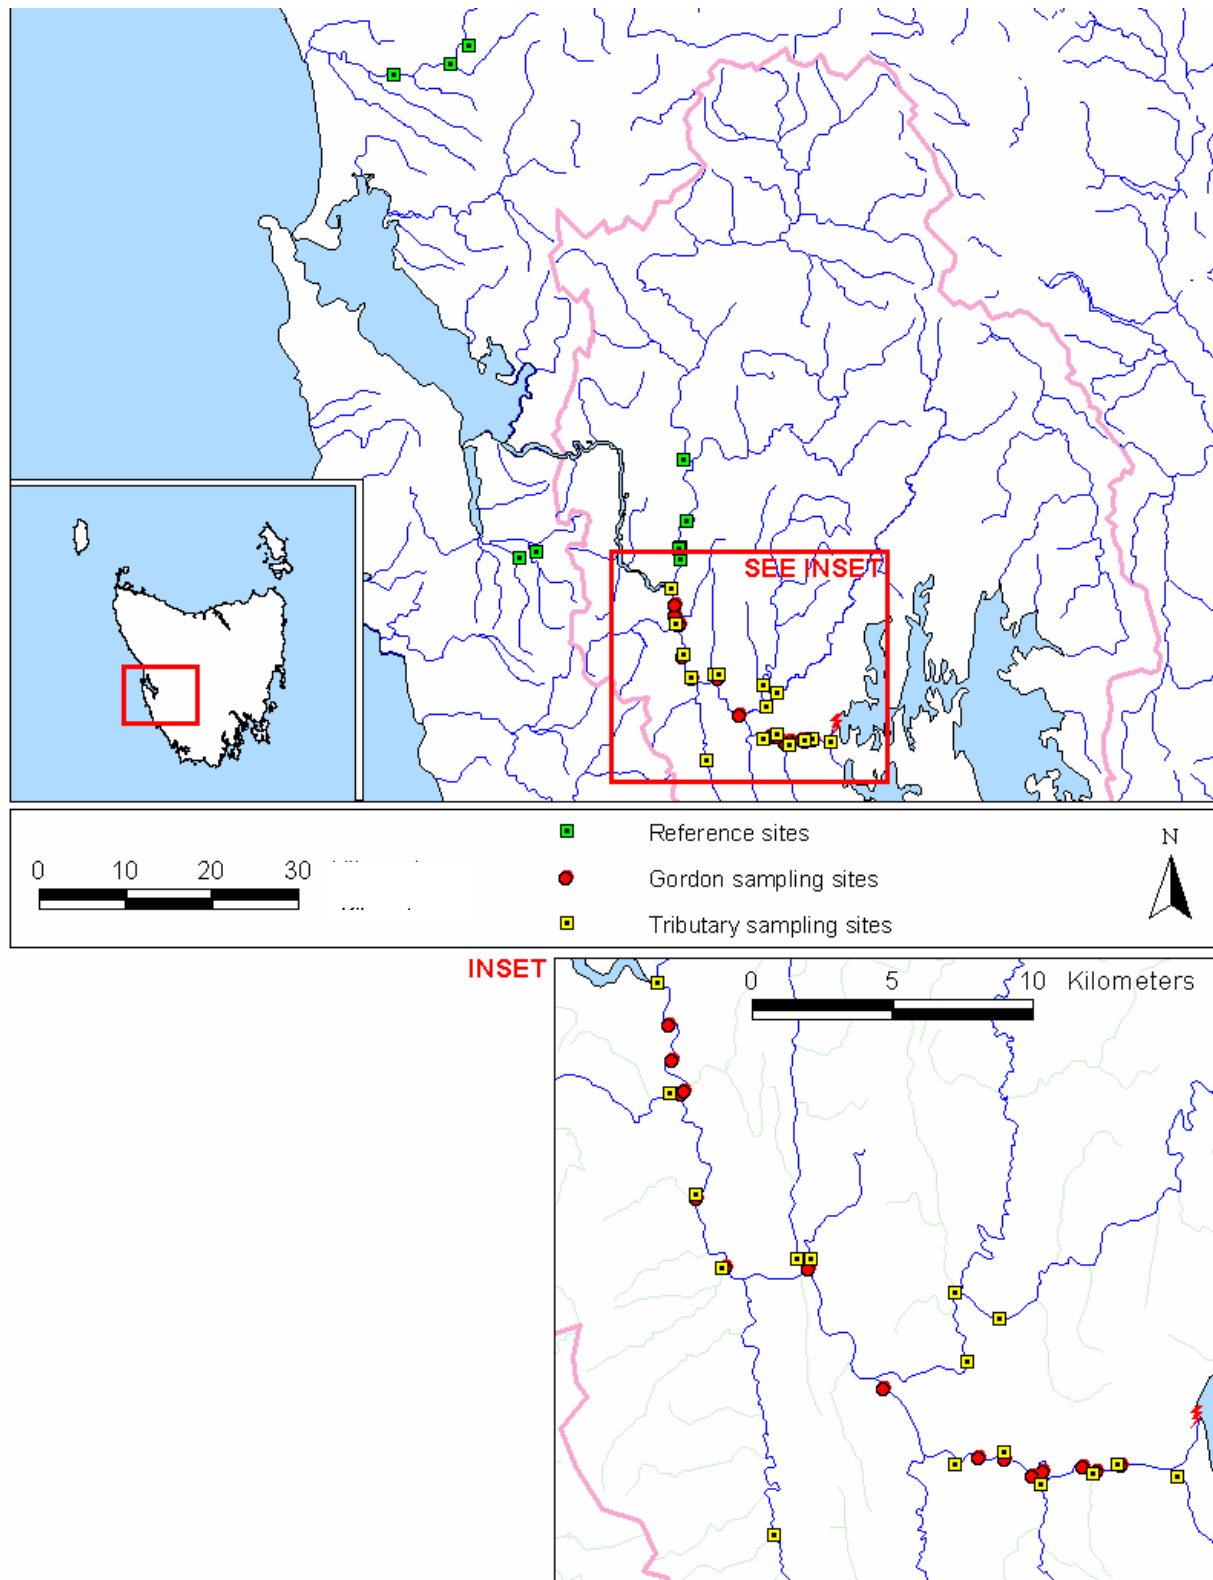 SEE INSET
0 10 20 30
Reference sites
Gordon sampling sites
Tributary sampling sites
N
INSET
0 5 10 Kilometers